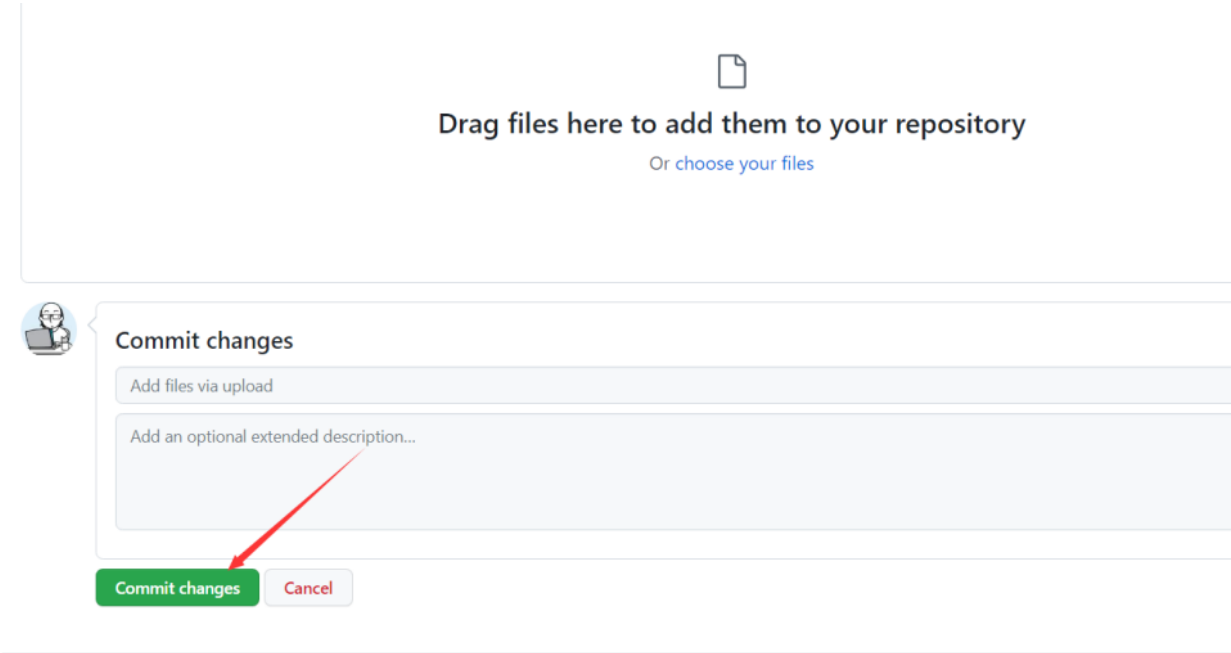 Drag files here to add them to your repository
Or choose your files
Commit changes
Add files via upload
Add an optional extended description...
Commit changes
Cancel